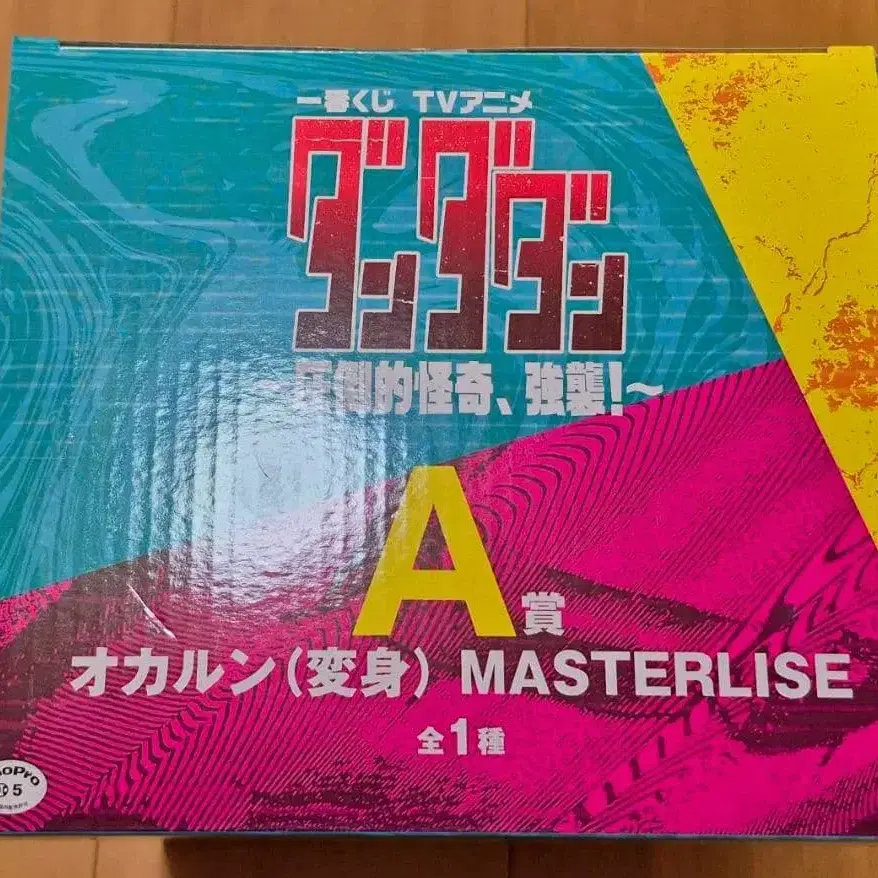 一番くじ TVアニメ
ダンダダン
～圧倒的怪奇、強襲!～
A賞
オカルン(変身) MASTERLISE
全1種
5